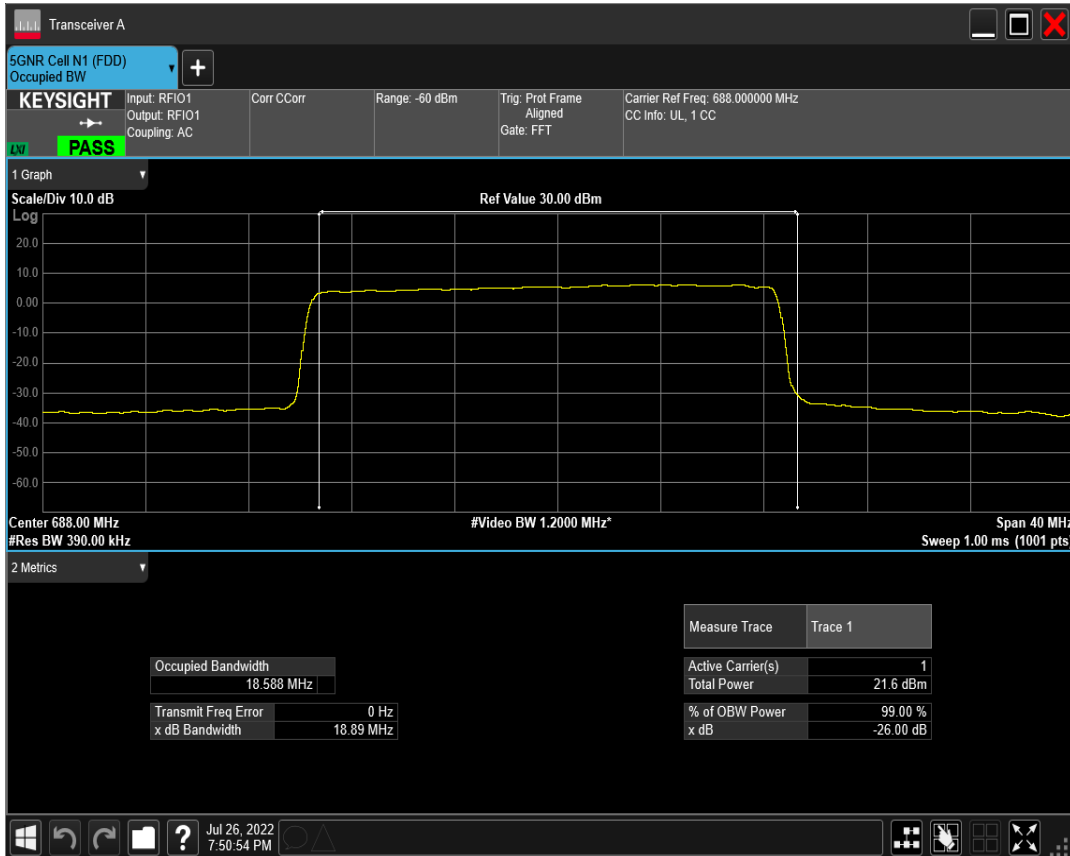 Transceiver A
5GNR Cell N1 (FDD)
Occupied BW
+
KEYSIGHT
LXI
PASS
Input: RFIO1
Output: RFIO1
Coupling: AC
Corr CCorr
Range: -60 dBm
Trig: Prot Frame
Aligned
Gate: FFT
Carrier Ref Freq: 688.000000 MHz
CC Info: UL, 1 CC
1 Graph
Scale/Div 10.0 dB
Ref Value 30.00 dBm
Log
20.0
10.0
0.00
-10.0
-20.0
-30.0
-40.0
-50.0
-60.0
Center 688.00 MHz
#Video BW 1.2000 MHz*
Span 40 MHz
#Res BW 390.00 kHz
Sweep 1.00 ms (1001 pts)
2 Metrics
Measure Trace Trace 1
Occupied Bandwidth
18.588 MHz
Active Carrier(s) 1
Total Power 21.6 dBm
Transmit Freq Error 0 Hz
x dB Bandwidth 18.89 MHz
% of OBW Power 99.00 %
x dB -26.00 dB
?
Jul 26, 2022
7:50:54 PM